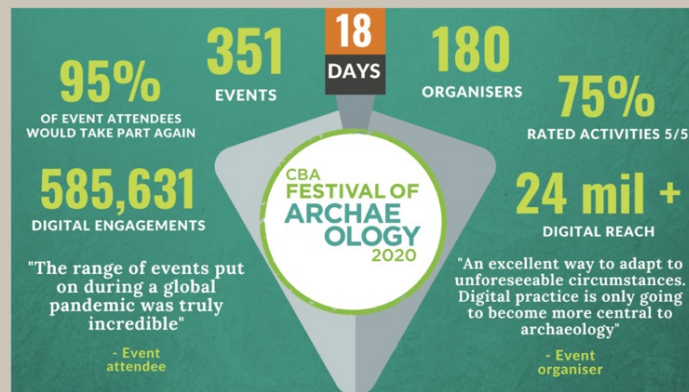 18
DAYS
351
EVENTS
180
ORGANISERS
95%
OF EVENT ATTENDEES
WOULD TAKE PART AGAIN
75%
RATED ACTIVITIES 5/5
585,631
DIGITAL ENGAGEMENTS
24 mil +
DIGITAL REACH
CBA
FESTIVAL OF
ARCHAE
OLOGY
2020
"The range of events put
on during a global
pandemic was truly
incredible"
- Event
attendee
"An excellent way to adapt to
unforeseeable circumstances.
Digital practice is only going
to become more central to
archaeology"
- Event
organiser